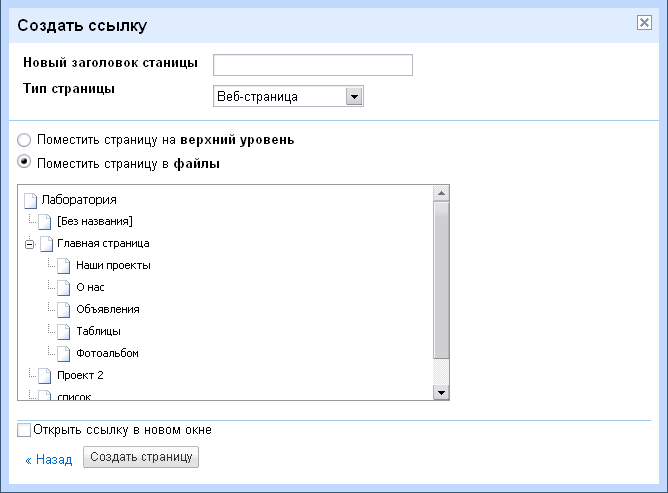 Создать ссылку
Новый заголовок станицы
Тип страницы
Веб-страница
Поместить страницу на верхний уровень
Поместить страницу в файлы
Лаборатория
[Без названия]
Главная страница
Наши проекты
О нас
Объявления
Таблицы
Фотоальбом
Проект 2
список
Открыть ссылку в новом окне
« Назад Создать страницу